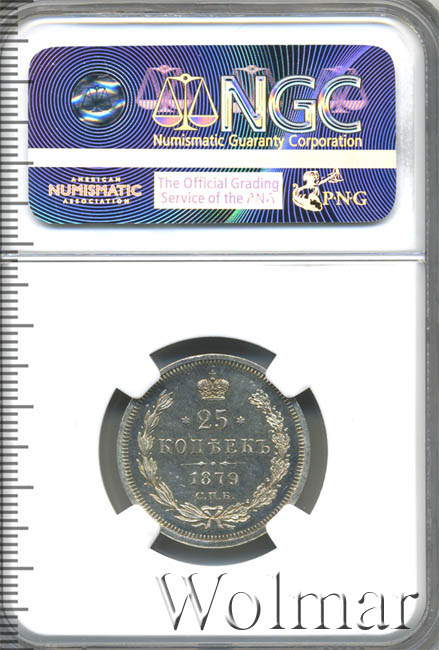 NGC
Numismatic Guaranty Corporation
AMERICAN
NUMISMATIC
ASSOCIATION
The Official Grading
Service of the ANA
PNG
25
КОПѢЕКЪ
1879
С.П.Б.
Wolmar